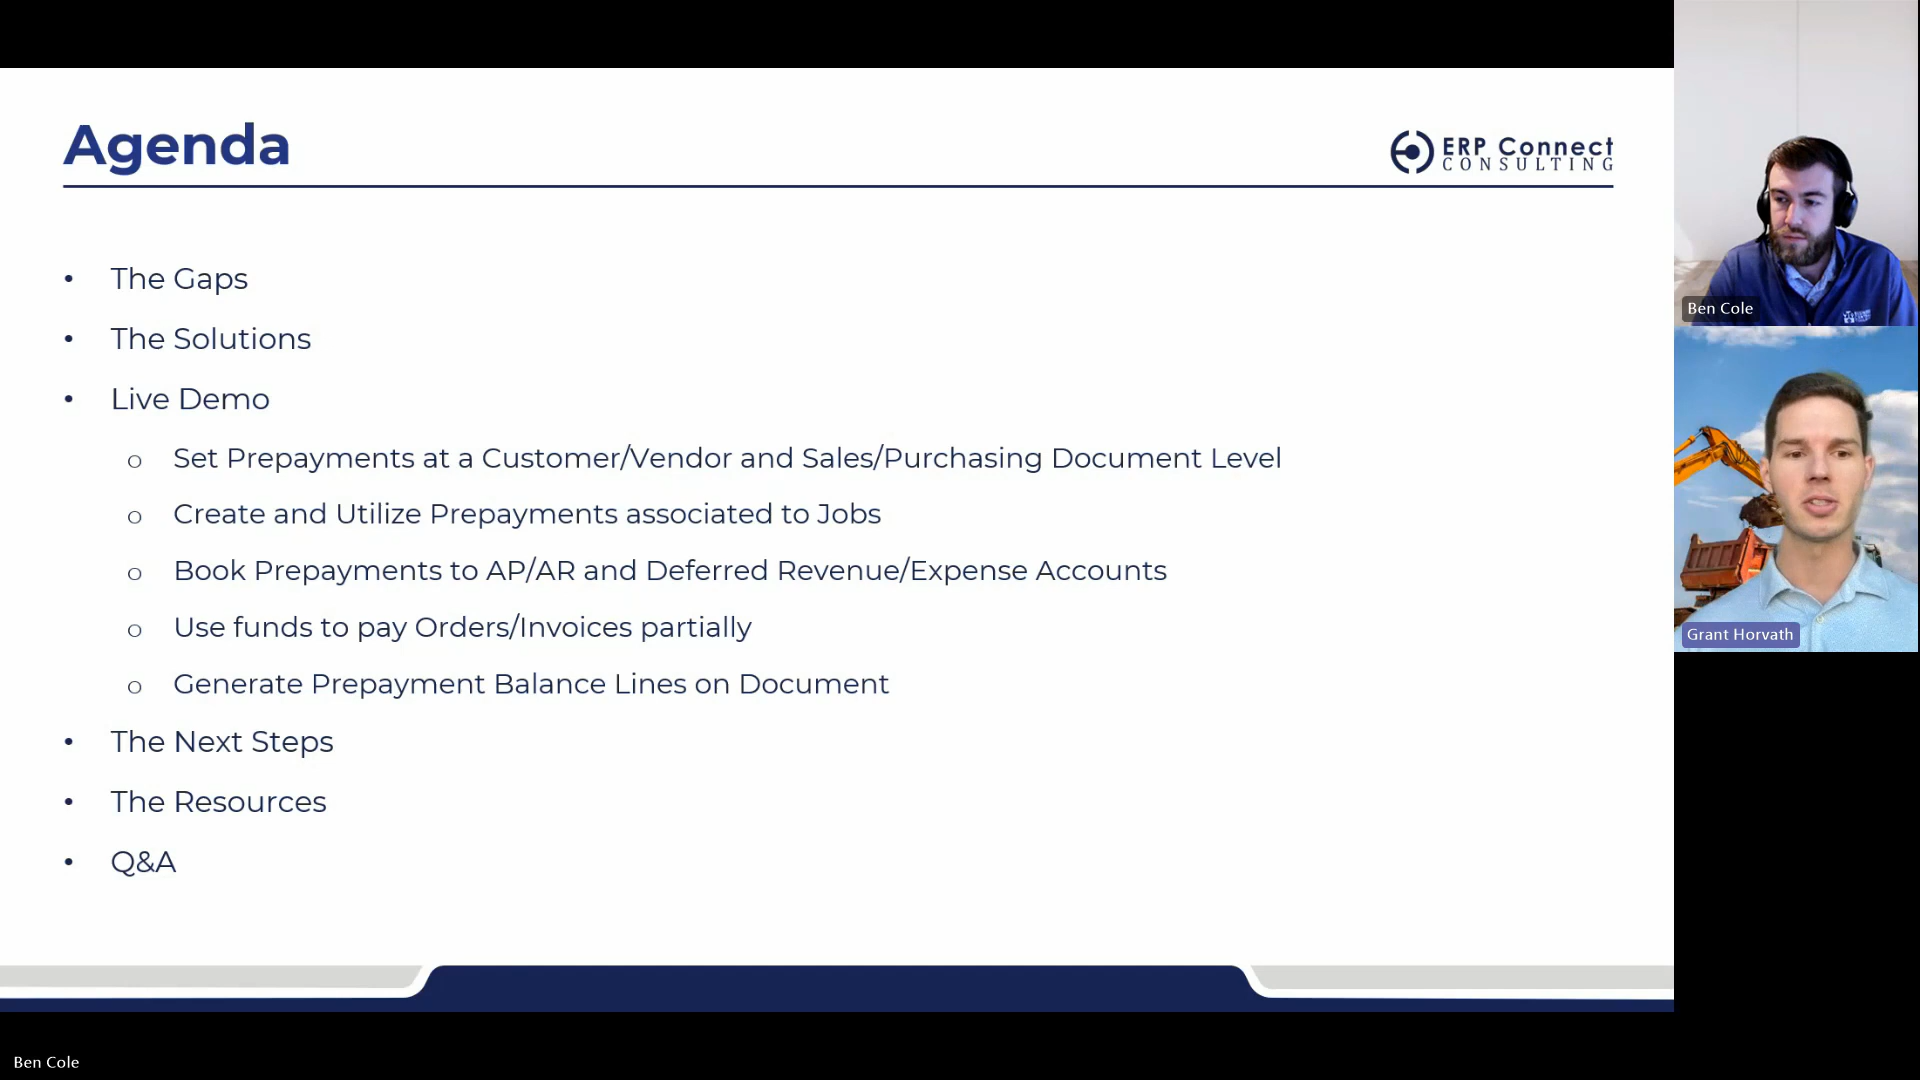 Agenda
ERP Connect
CONSULTING
• The Gaps
• The Solutions
• Live Demo
o Set Prepayments at a Customer/Vendor and Sales/Purchasing Document Level
o Create and Utilize Prepayments associated to Jobs
o Book Prepayments to AP/AR and Deferred Revenue/Expense Accounts
o Use funds to pay Orders/Invoices partially
o Generate Prepayment Balance Lines on Document
• The Next Steps
• The Resources
• Q&A
Ben Cole
Grant Horvath
Ben Cole